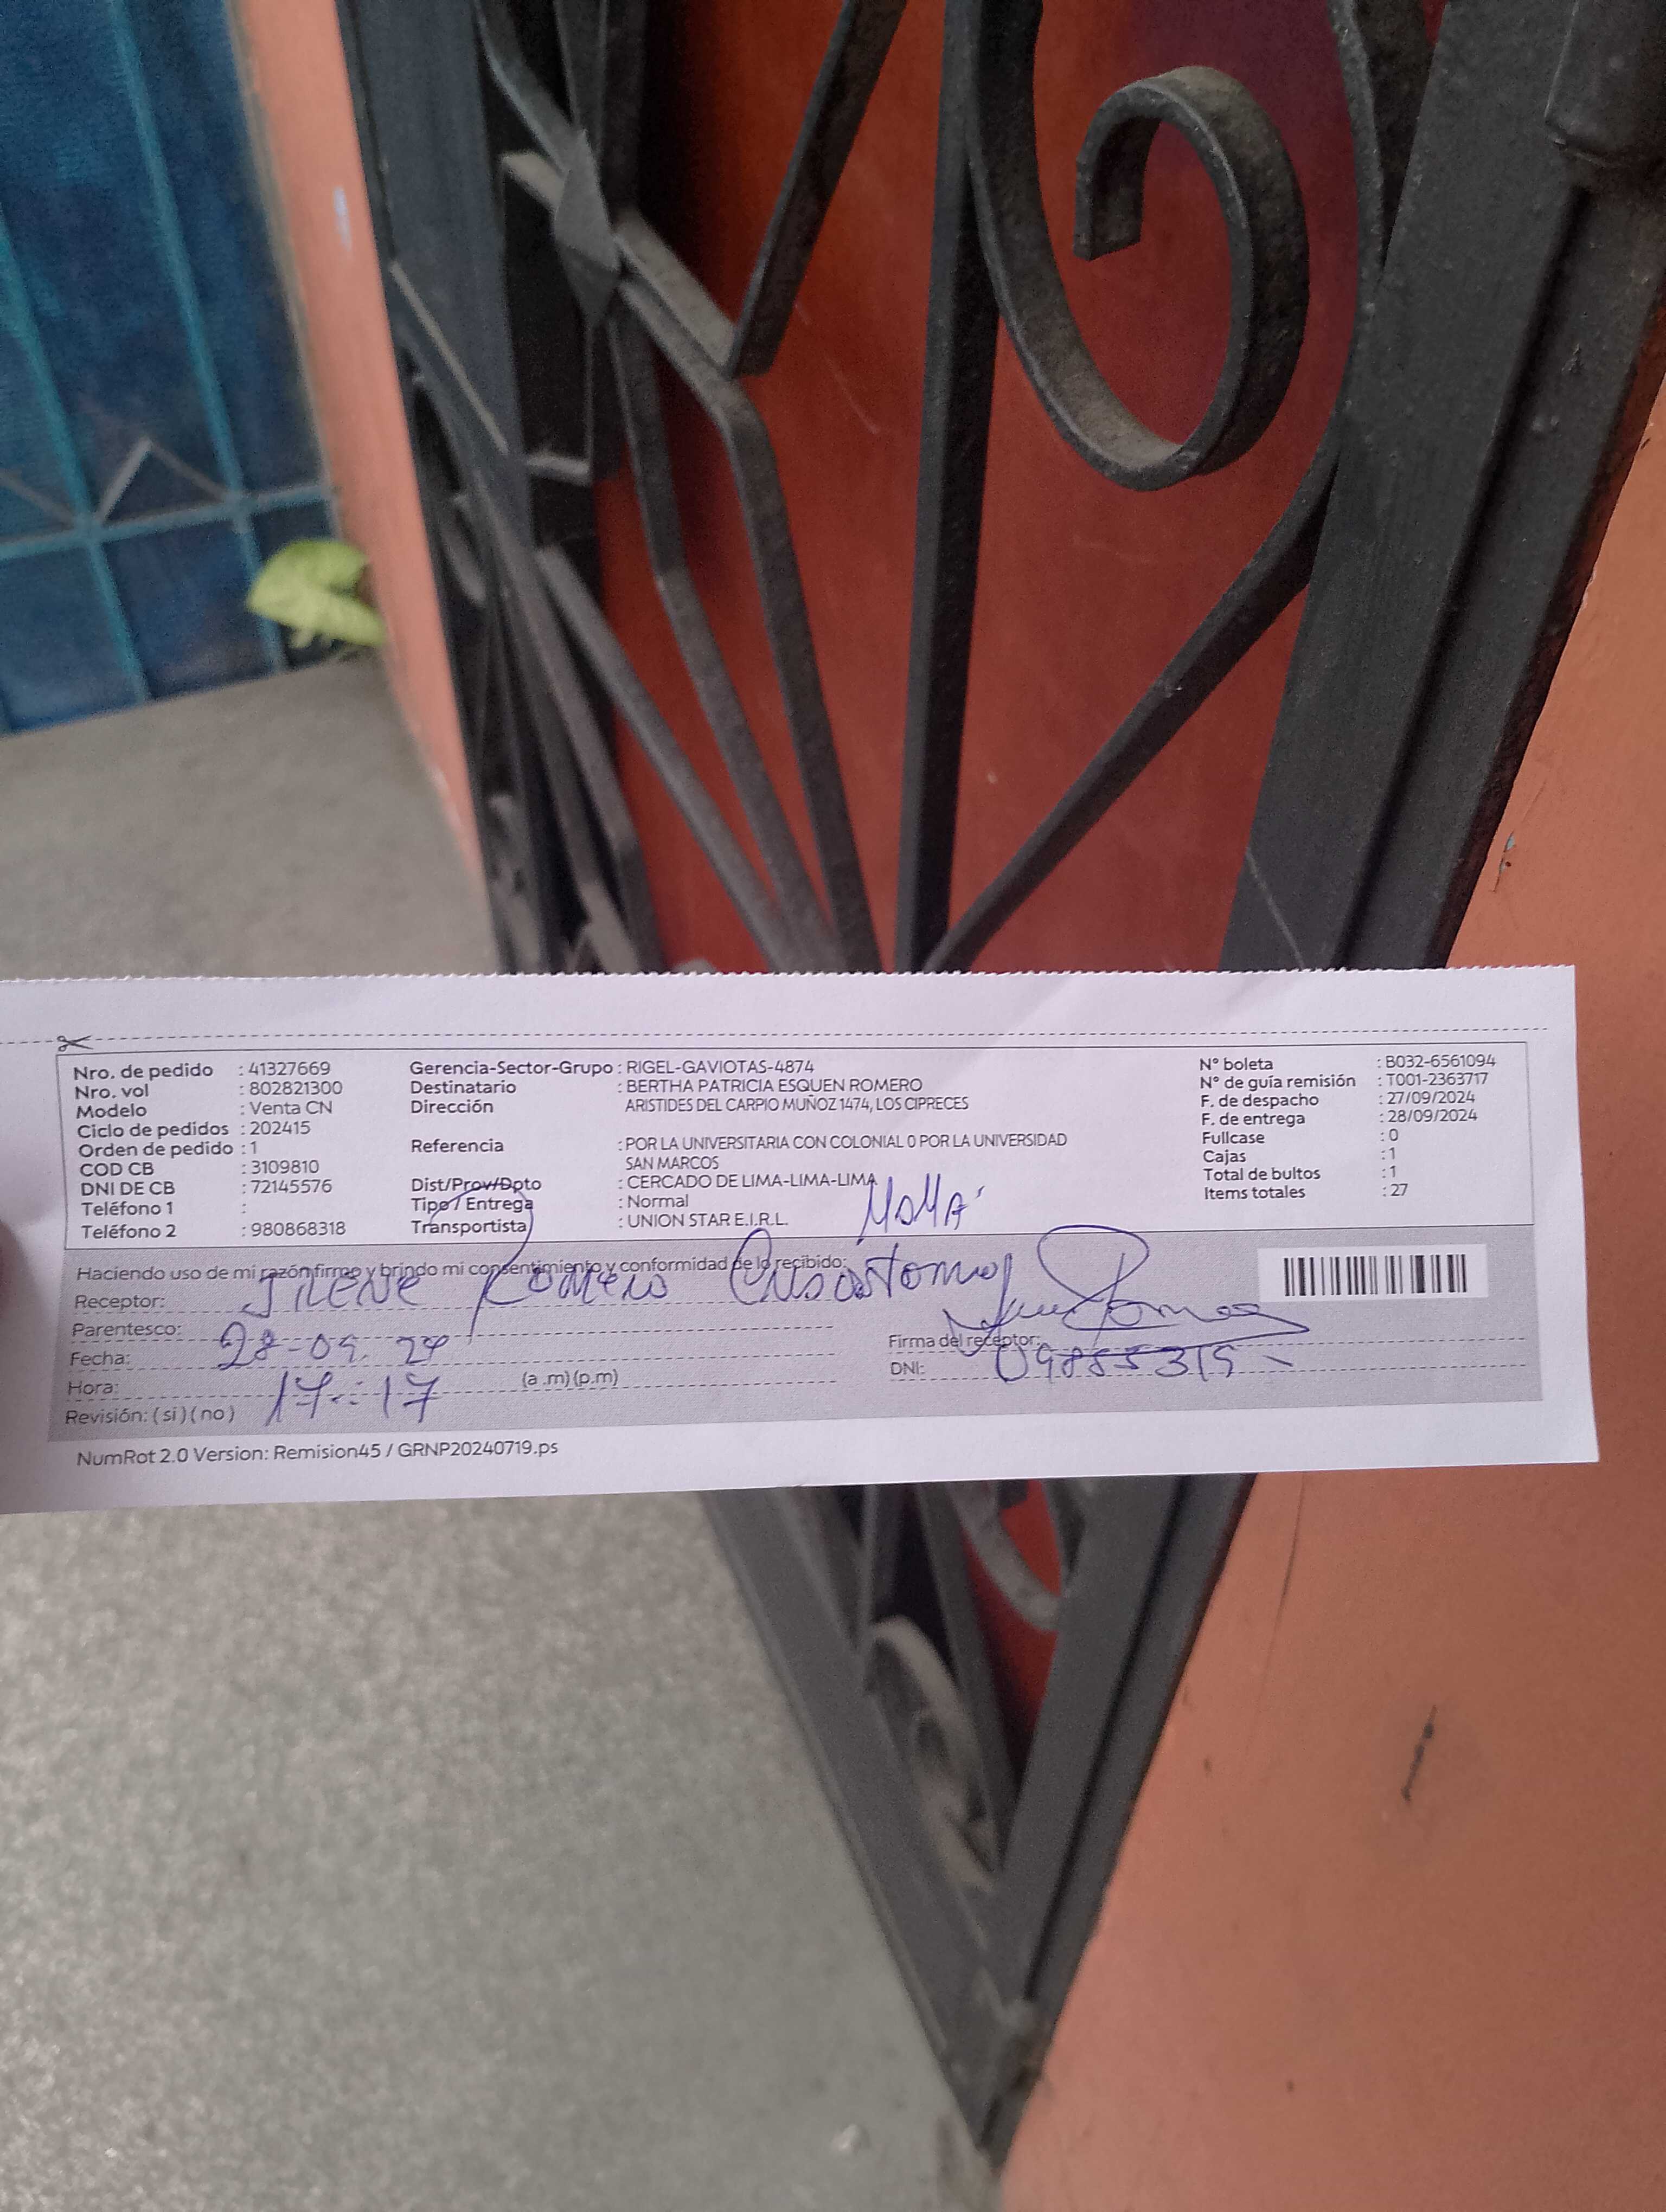 Nro. de pedido : 41327669
Nro. vol : 802821300
Modelo : Venta CN
Ciclo de pedidos : 202415
Orden de pedido : 1
COD CB : 3109810
DNI DE CB : 72145576
Teléfono 1 :
Teléfono 2 : 980868318
Gerencia-Sector-Grupo : RIGEL-GAVIOTAS-4874
Destinatario : BERTHA PATRICIA ESQUEN ROMERO
Dirección ARISTIDES DEL CARPIO MUÑOZ 1474, LOS CIPRECES
Referencia : POR LA UNIVERSITARIA CON COLONIAL O POR LA UNIVERSIDAD
SAN MARCOS
Dist/Prov/Dpto : CERCADO DE LIMA-LIMA-LIMA
Tipo / Entrega : Normal
Transportista : UNION STAR E.I.R.L.
N° boleta : B032-6561094
N° de guía remisión : T001-2363717
F. de despacho : 27/09/2024
F. de entrega : 28/09/2024
Fullcase : 0
Cajas : 1
Total de bultos : 1
Items totales : 27
MaMá
Haciendo uso de mi razón firmo y brindo mi consentimiento y conformidad de lo recibido:
Receptor: IRENE Romero Crisostomo
Parentesco:
Fecha: 28-09-24
Hora: 17:17 (a.m)(p.m)
Revisión: (si)(no)
Firma del receptor:
DNI: 09855319
NumRot 2.0 Version: Remision45 / GRNP20240719.ps